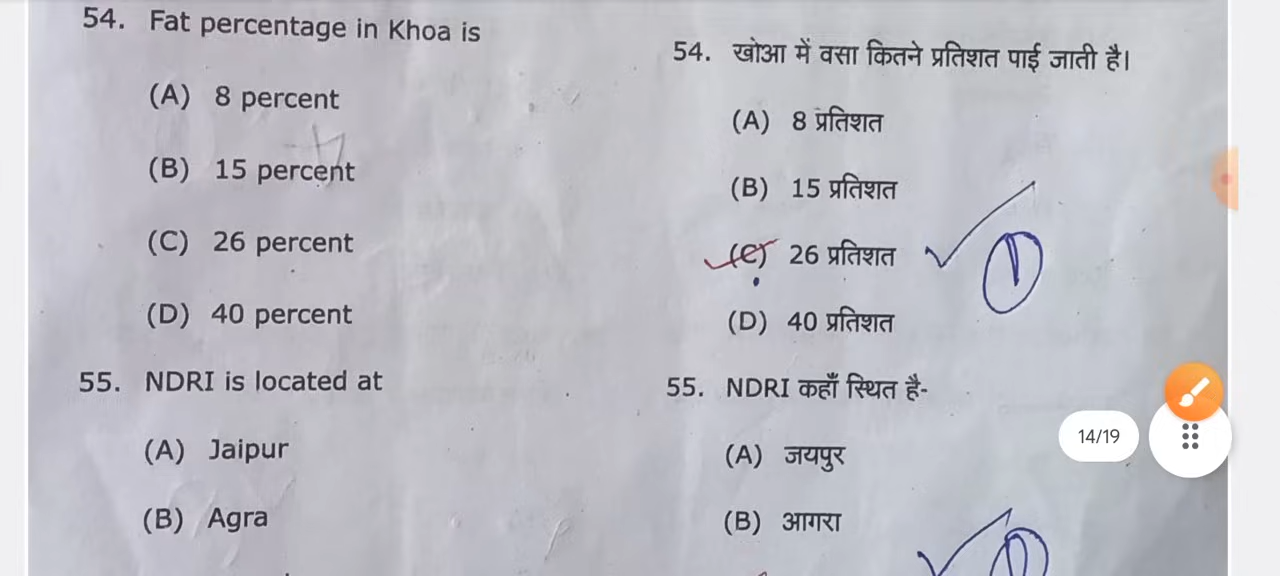 54. Fat percentage in Khoa is
(A) 8 percent
(B) 15 percent
(C) 26 percent
(D) 40 percent
55. NDRI is located at
(A) Jaipur
(B) Agra
54. खोआ में वसा कितने प्रतिशत पाई जाती है।
(A) 8 प्रतिशत
(B) 15 प्रतिशत
(C) 26 प्रतिशत
(D) 40 प्रतिशत
55. NDRI कहाँ स्थित है-
(A) जयपुर
(B) आगरा
1
14/19